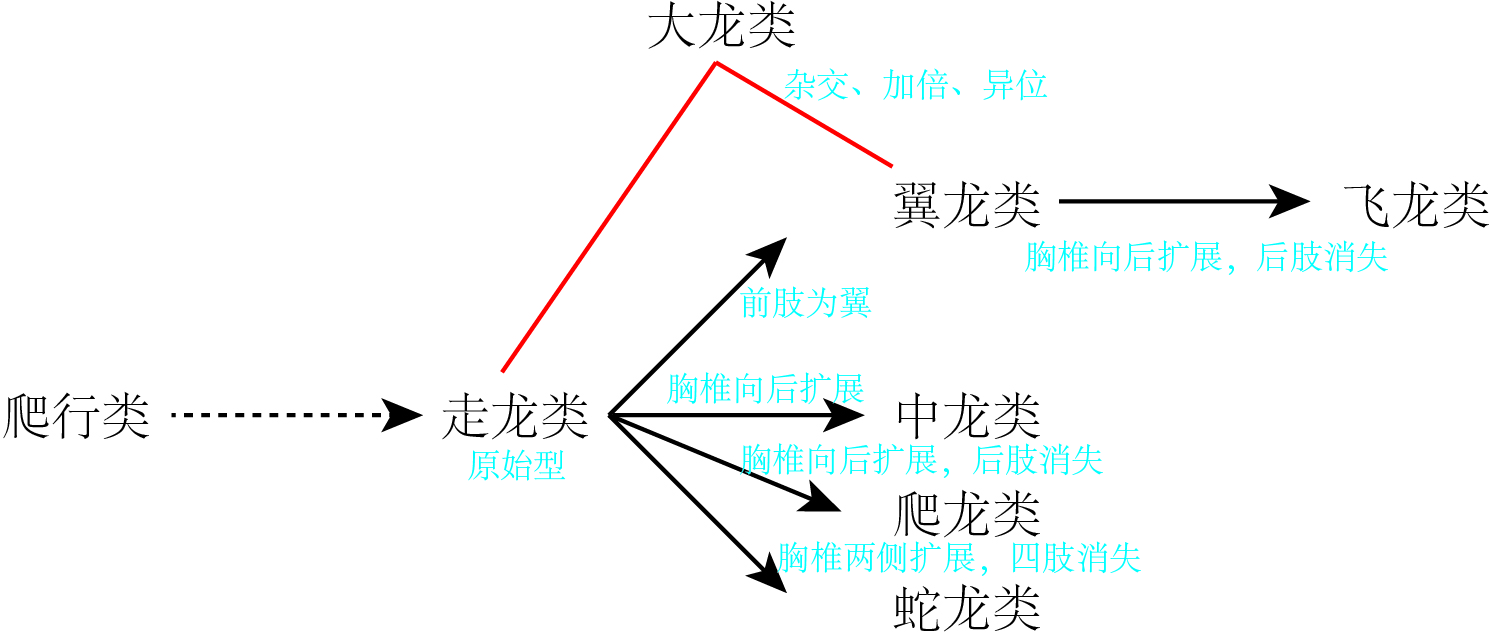 大龙类
杂交、加倍、异位
翼龙类
飞龙类
胸椎向后扩展，后肢消失
前肢为翼
胸椎向后扩展
爬行类
走龙类
中龙类
原始型
胸椎向后扩展，后肢消失
爬龙类
胸椎两侧扩展，四肢消失
蛇龙类